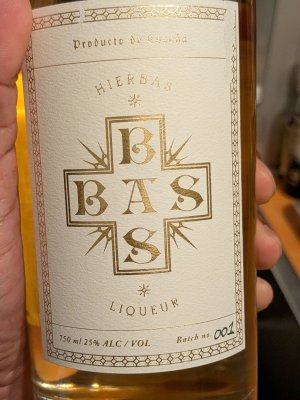 Producto de España
HIERBAS
B
BAS
S
LIQUEUR
750 ml 25% ALC / VOL
Batch no. 001